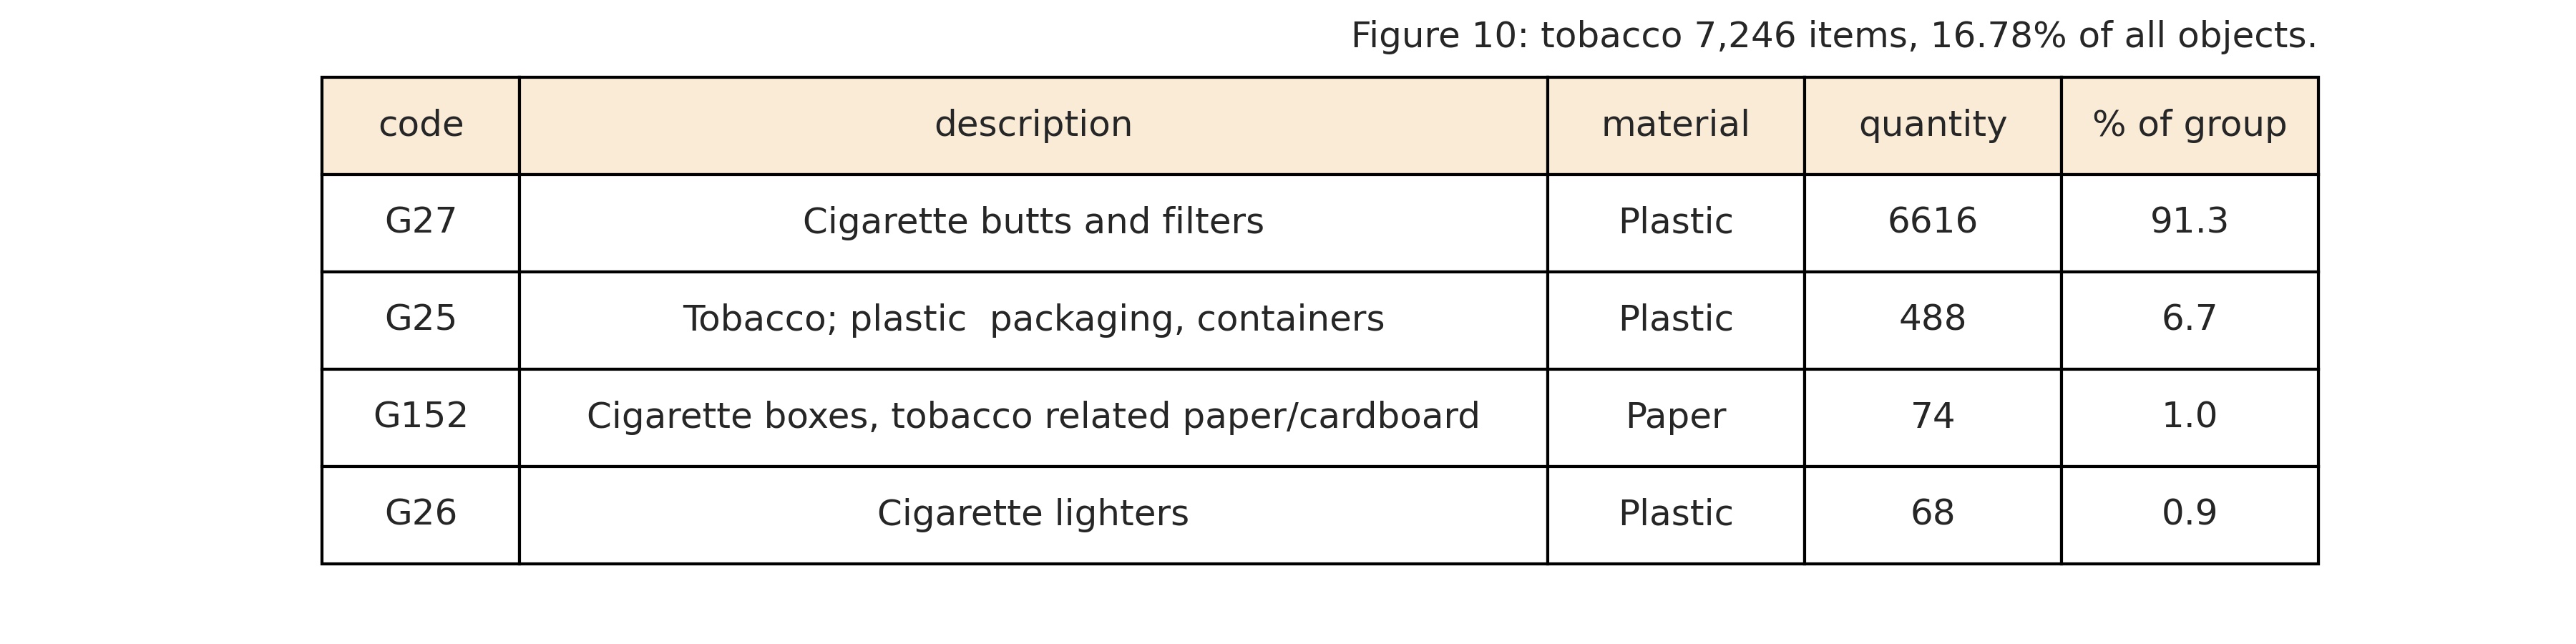 Figure 10: tobacco 7,246 items, 16.78% of all objects.
code description material quantity % of group
G27 Cigarette butts and filters Plastic 6616 91.3
G25 Tobacco; plastic  packaging, containers Plastic 488 6.7
G152 Cigarette boxes, tobacco related paper/cardboard Paper 74 1.0
G26 Cigarette lighters Plastic 68 0.9